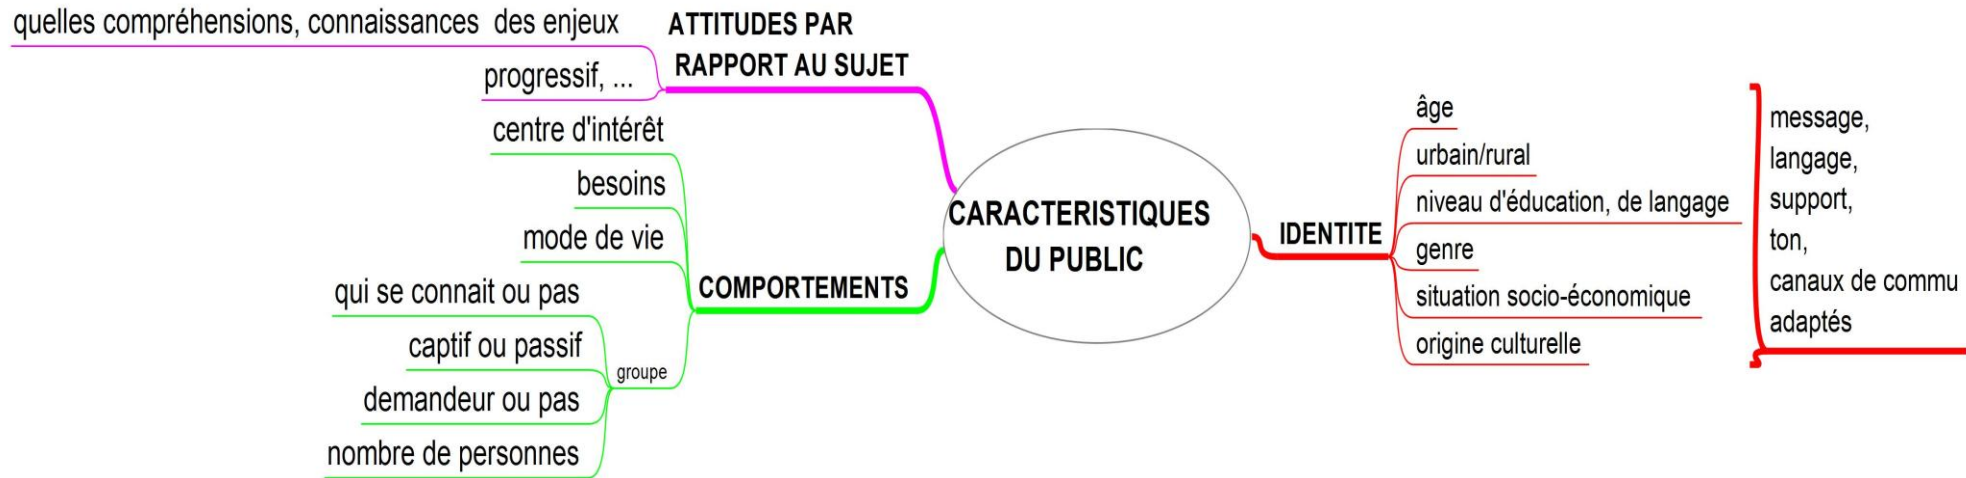 quelles compréhensions, connaissances des enjeux
progressif, ...
ATTITUDES PAR
RAPPORT AU SUJET
centre d'intérêt
besoins
mode de vie
qui se connait ou pas
captif ou passif
demandeur ou pas
nombre de personnes
groupe
COMPORTEMENTS
CARACTERISTIQUES
DU PUBLIC
IDENTITE
âge
urbain/rural
niveau d'éducation, de langage
genre
situation socio-économique
origine culturelle
message,
langage,
support,
ton,
canaux de commu
adaptés